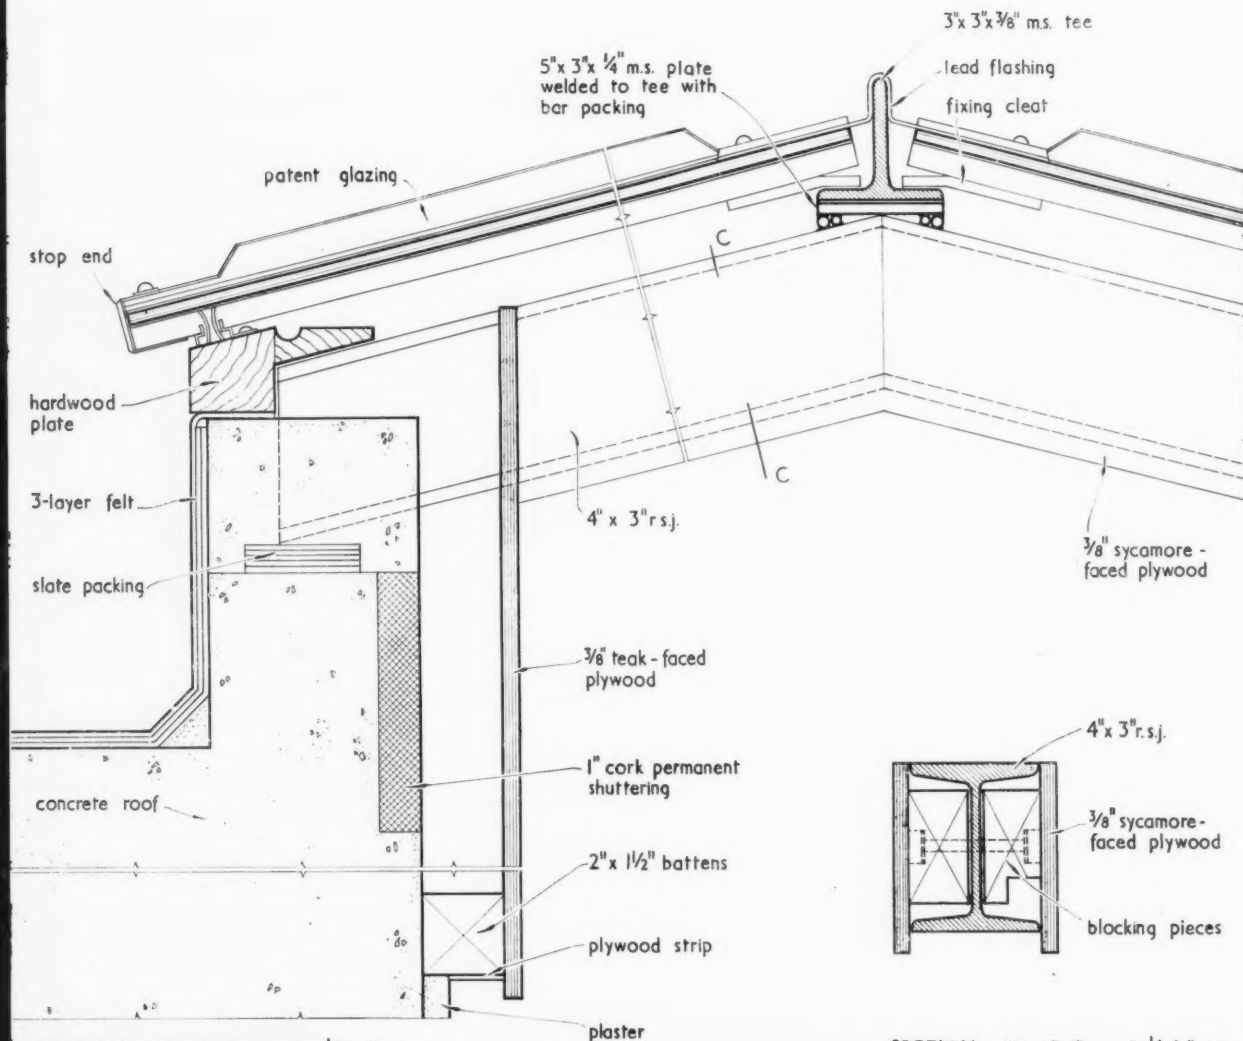 3"x 3"x 3/8" m.s. tee
5"x 3"x 1/4" m.s. plate
welded to tee with
bar packing
lead flashing
fixing cleat
patent glazing
stop end
C
hardwood
plate
3-layer felt
C
4" x 3" r s.j.
3/8" sycamore-
faced plywood
slate packing
3/8" teak-faced
plywood
4"x 3"r.s.j.
1" cork permanent
shuttering
concrete roof
3/8" sycamore-
faced plywood
2"x 1 1/2" battens
blocking pieces
plywood strip
plaster